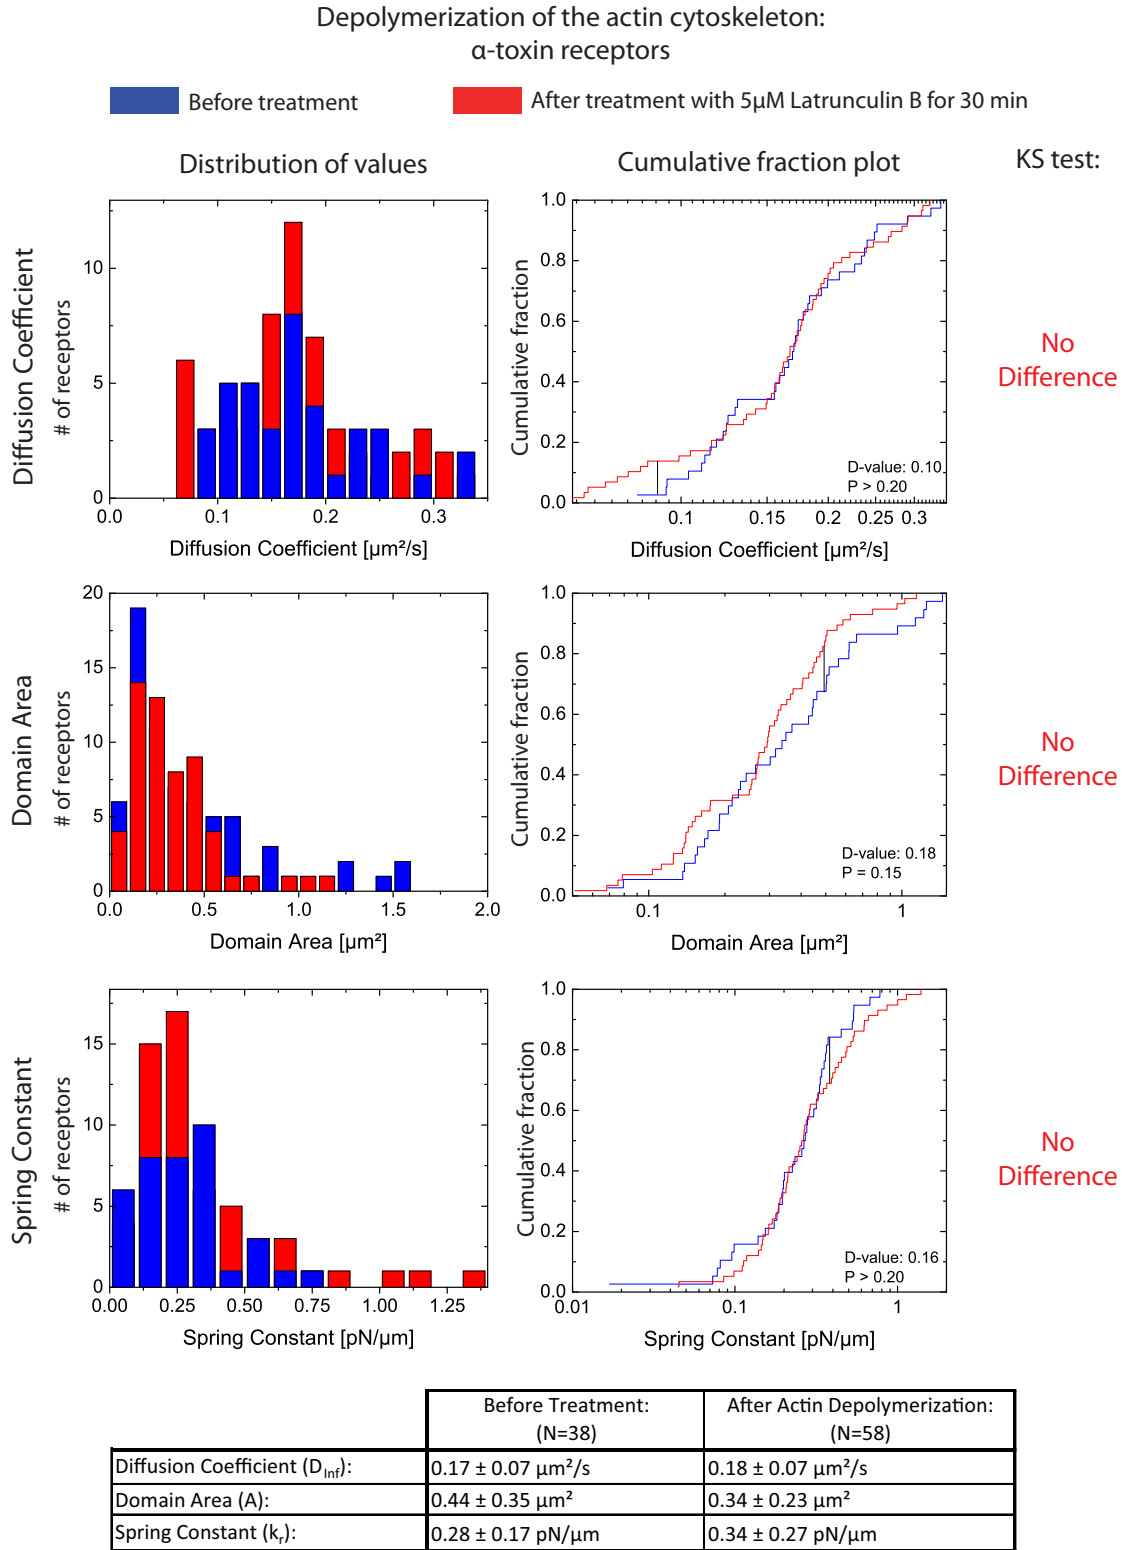 Depolymerization of the actin cytoskeleton:
α-toxin receptors
Before treatment
After treatment with 5µM Latrunculin B for 30 min
Distribution of values
Cumulative fraction plot
KS test:
Diffusion Coefficient
# of receptors
10
5
0
0.0 0.1 0.2 0.3
Diffusion Coefficient [µm²/s]
Cumulative fraction
1.0
0.8
0.6
0.4
0.2
0.0
D-value: 0.10
P > 0.20
0.1 0.15 0.2 0.25 0.3
Diffusion Coefficient [µm²/s]
No
Difference
Domain Area
# of receptors
20
15
10
5
0
0.0 0.5 1.0 1.5 2.0
Domain Area [µm²]
Cumulative fraction
1.0
0.8
0.6
0.4
0.2
0.0
D-value: 0.18
P = 0.15
0.1 1
Domain Area [µm²]
No
Difference
Spring Constant
# of receptors
15
10
5
0
0.00 0.25 0.50 0.75 1.00 1.25
Spring Constant [pN/µm]
Cumulative fraction
1.0
0.8
0.6
0.4
0.2
0.0
D-value: 0.16
P > 0.20
0.01 0.1 1
Spring Constant [pN/µm]
No
Difference
Before Treatment: After Actin Depolymerization:
(N=38) (N=58)
Diffusion Coefficient (D_Inf): 0.17 ± 0.07 µm²/s 0.18 ± 0.07 µm²/s
Domain Area (A): 0.44 ± 0.35 µm² 0.34 ± 0.23 µm²
Spring Constant (k_r): 0.28 ± 0.17 pN/µm 0.34 ± 0.27 pN/µm